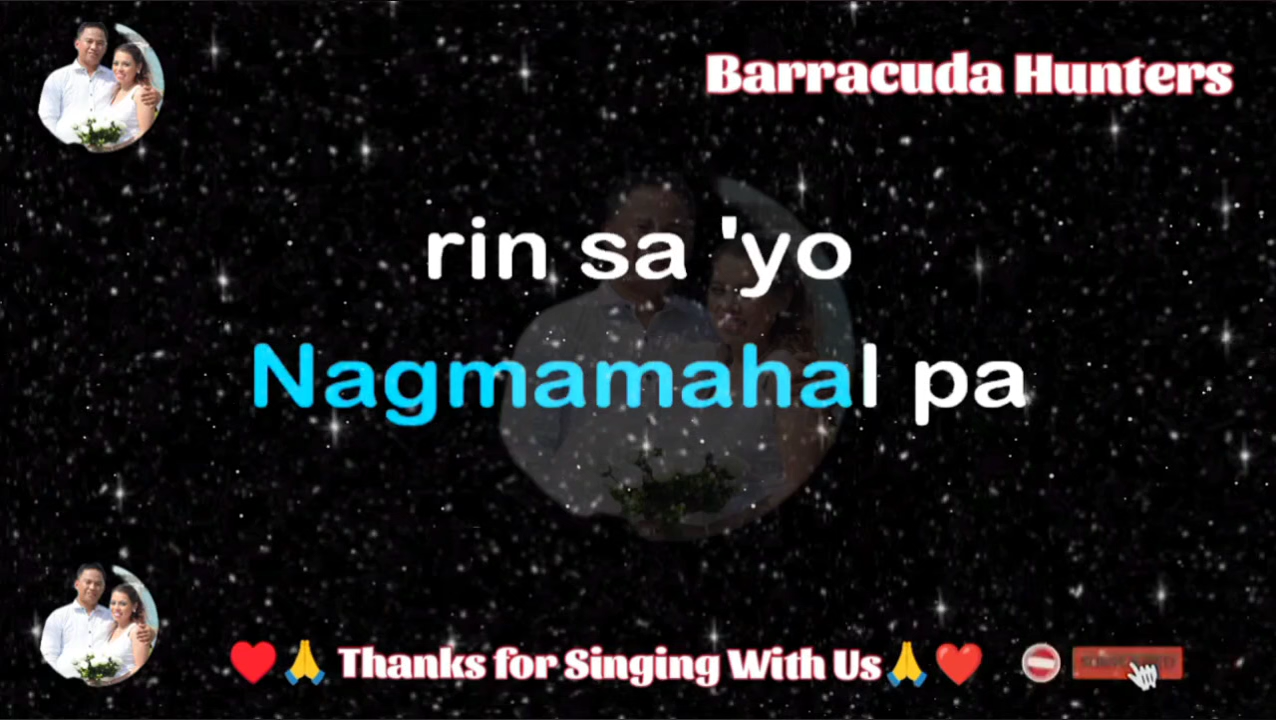 Barracuda Hunters
rin sa 'yo
Nagmamahal pa
❤️🙏 Thanks for Singing With Us🙏❤️